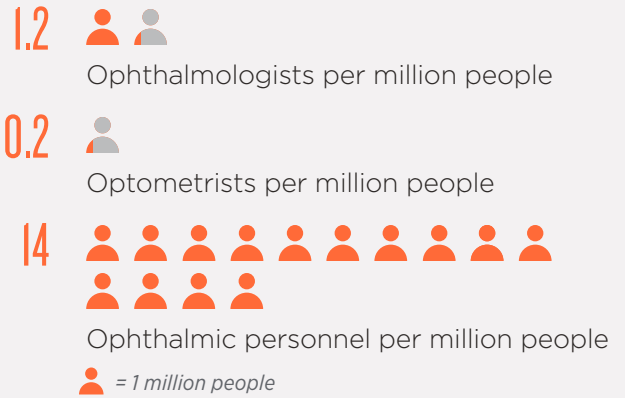 1.2
Ophthalmologists per million people
0.2
Optometrists per million people
14
Ophthalmic personnel per million people
= 1 million people